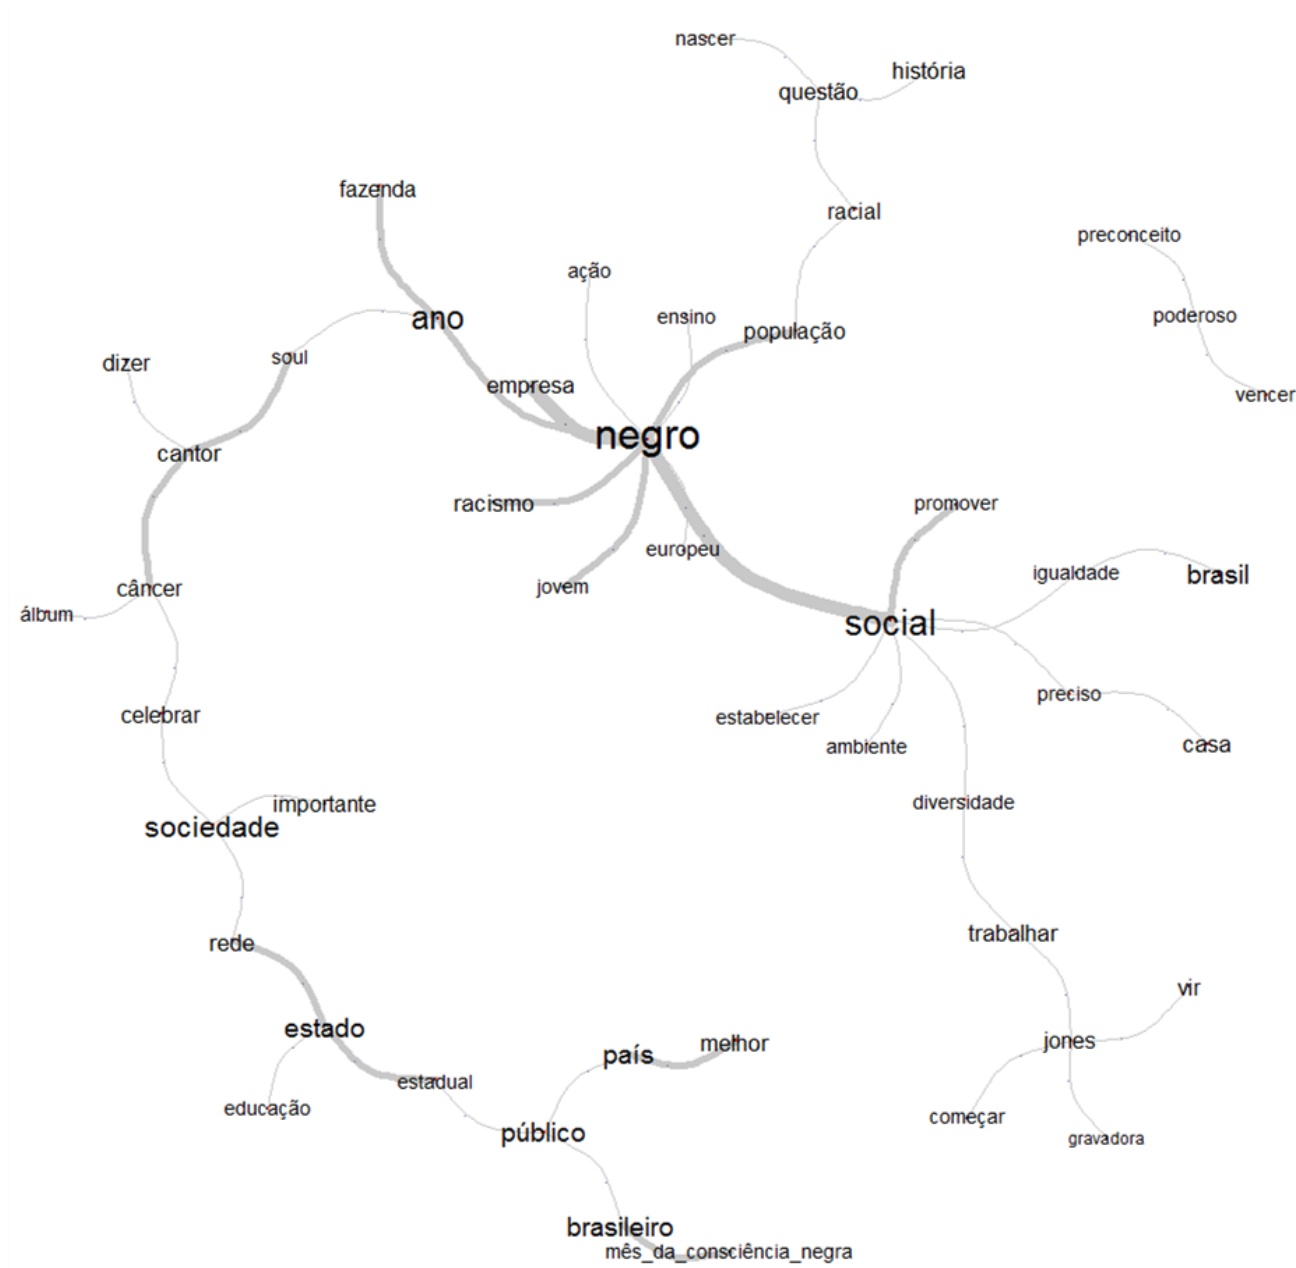 nascer
história
questão
fazenda
racial
preconceito
ação
ensino
ano
população
poderoso
soul
dizer
empresa
vencer
negro
cantor
racismo
promover
europeu
igualdade
brasil
jovem
câncer
álbum
social
preciso
celebrar
estabelecer
ambiente
casa
importante
diversidade
sociedade
trabalhar
rede
vir
estado
jones
melhor
país
estadual
educação
começar
público
gravadora
brasileiro
mês_da_consciência_negra